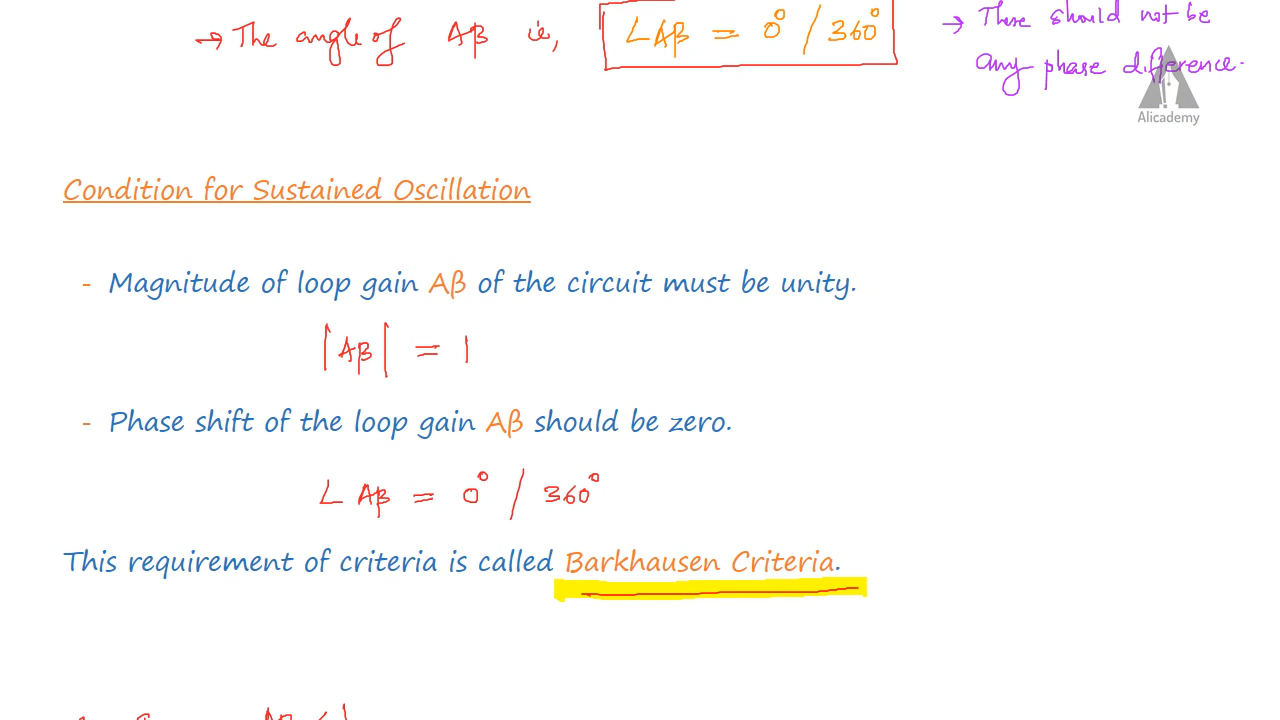 → The angle of Aβ ie, ∠Aβ = 0° / 360°
→ There should not be
any phase difference.
Alicademy
Condition for Sustained Oscillation
- Magnitude of loop gain Aβ of the circuit must be unity.
|Aβ| = 1
- Phase shift of the loop gain Aβ should be zero.
∠ Aβ = 0° / 360°
This requirement of criteria is called Barkhausen Criteria.